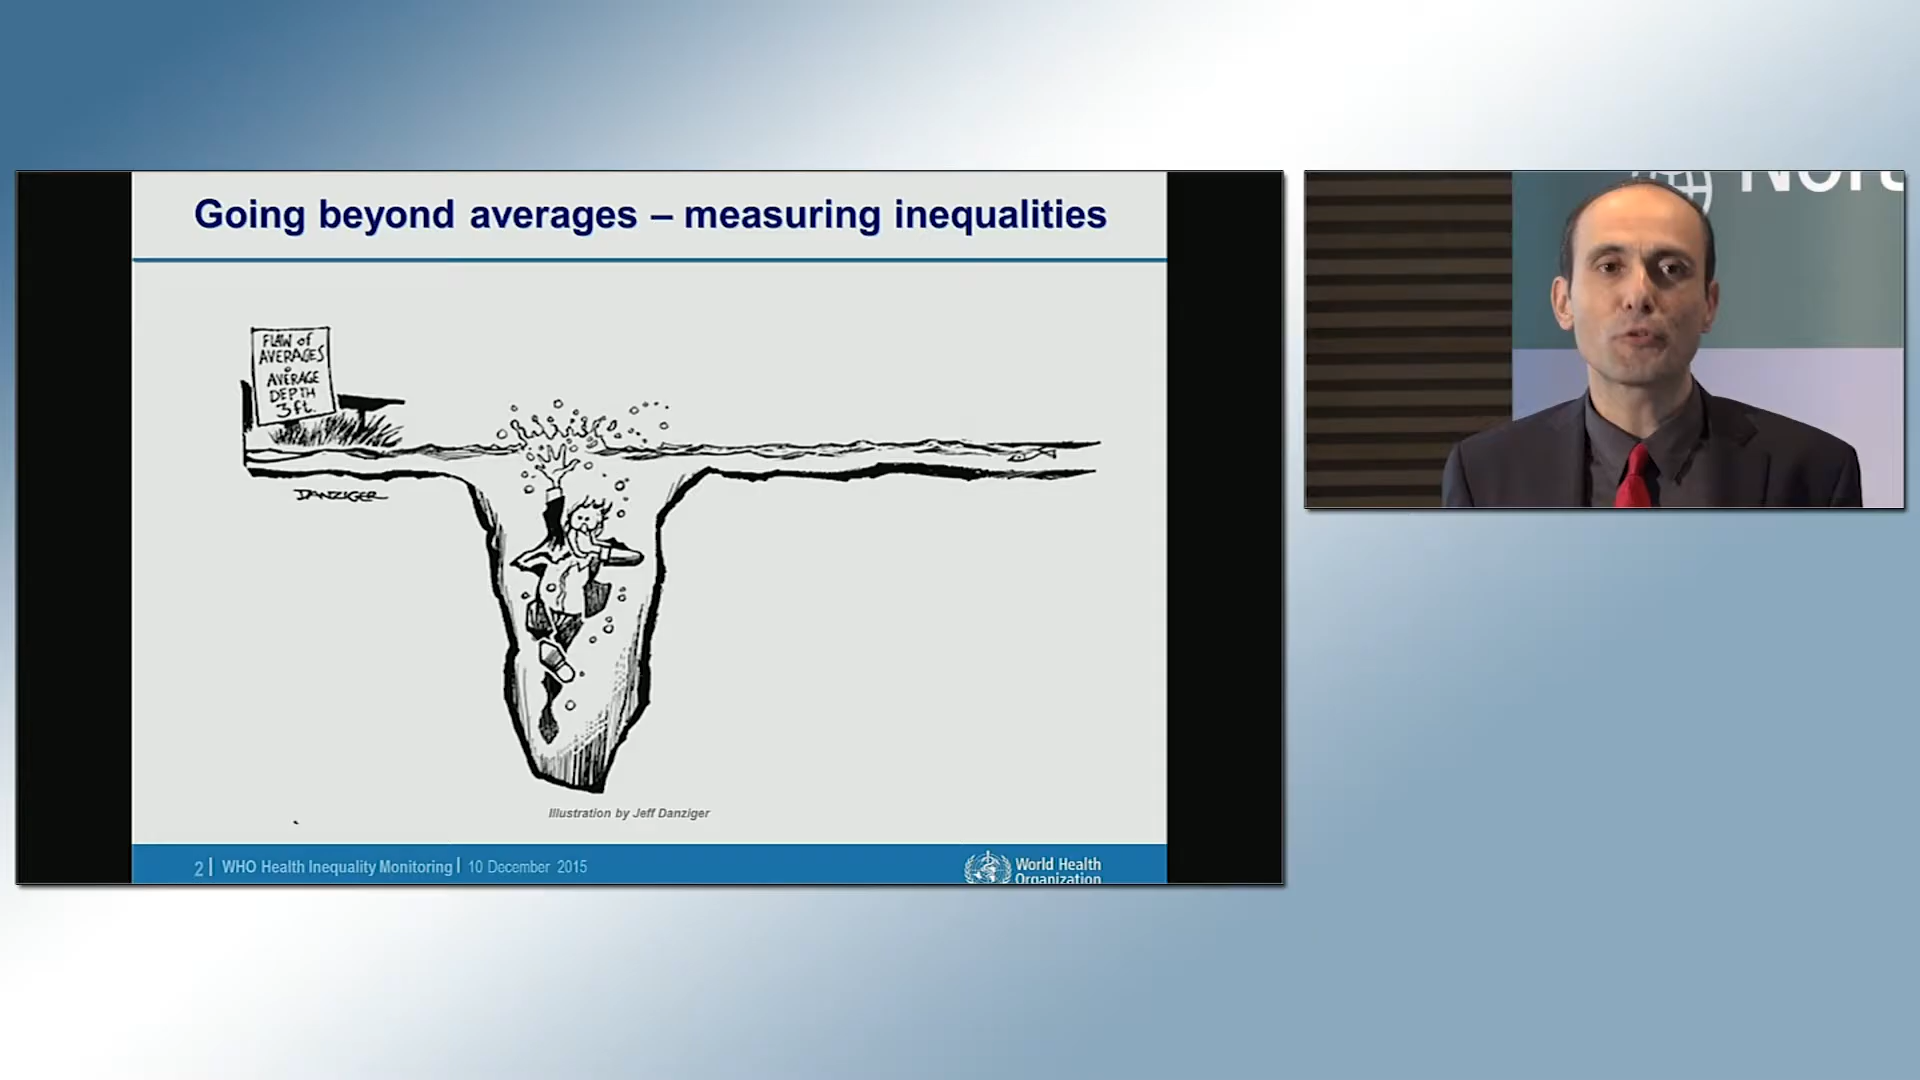 Going beyond averages – measuring inequalities
FLAW of
AVERAGES
AVERAGE
DEPTH
3 ft.
DANZIGER
Illustration by Jeff Danziger
2 | WHO Health Inequality Monitoring | 10 December 2015
World Health
Organization